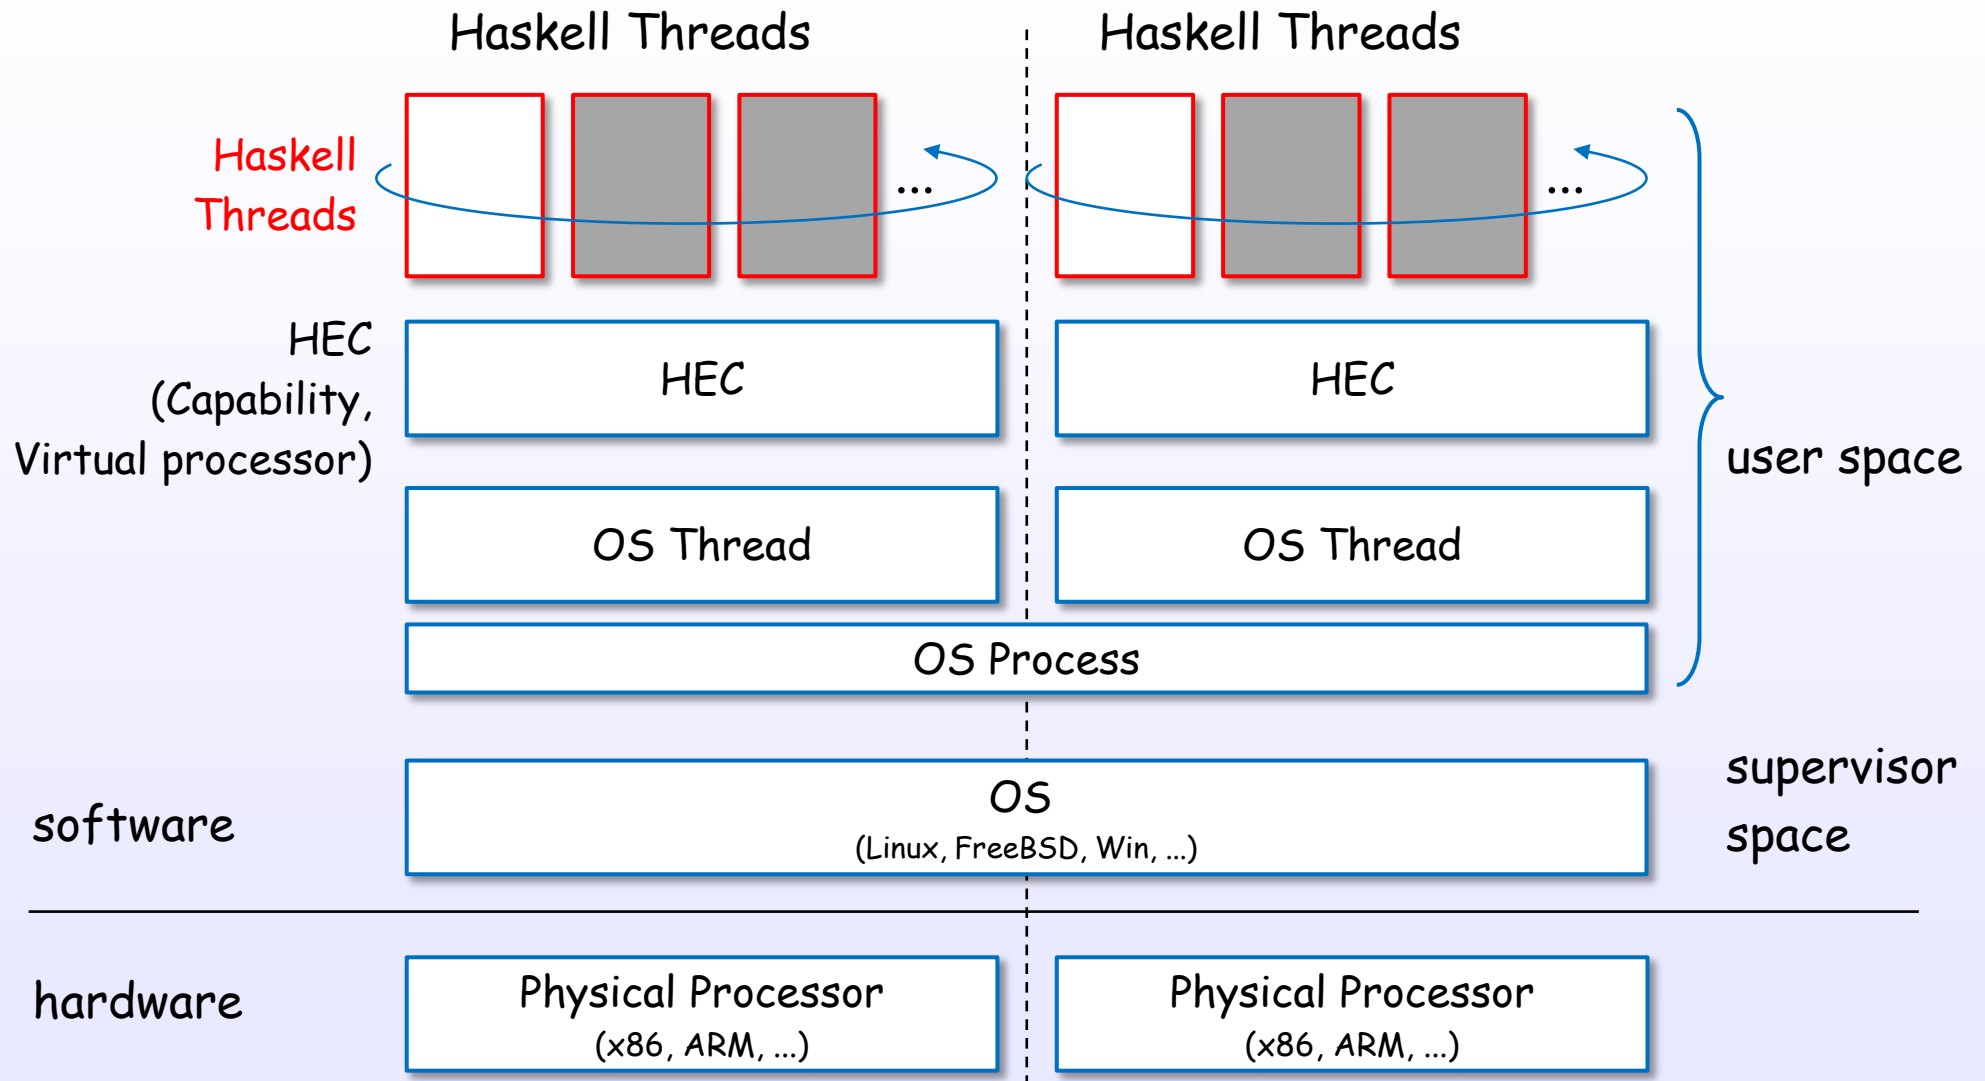 Haskell Threads
Haskell Threads
Haskell
Threads
...
...
HEC
(Capability,
Virtual processor)
HEC
HEC
user space
OS Thread
OS Thread
OS Process
software
OS
(Linux, FreeBSD, Win, ...)
supervisor
space
hardware
Physical Processor
(x86, ARM, ...)
Physical Processor
(x86, ARM, ...)